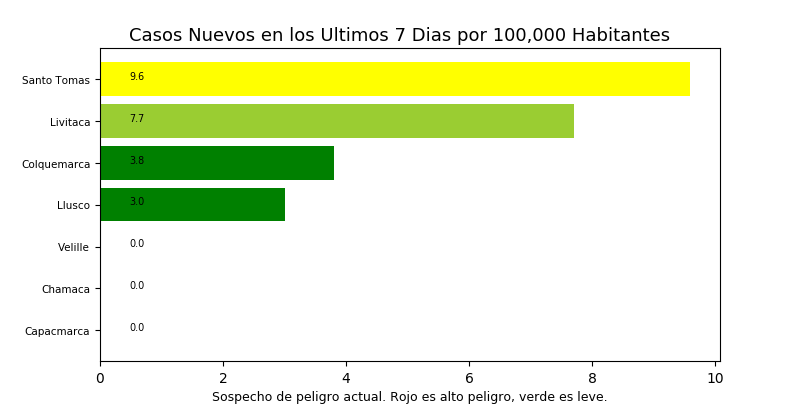 Casos Nuevos en los Ultimos 7 Dias por 100,000 Habitantes
Santo Tomas 9.6
Livitaca 7.7
Colquemarca 3.8
Llusco 3.0
Velille 0.0
Chamaca 0.0
Capacmarca 0.0
0 2 4 6 8 10
Sospecho de peligro actual. Rojo es alto peligro, verde es leve.